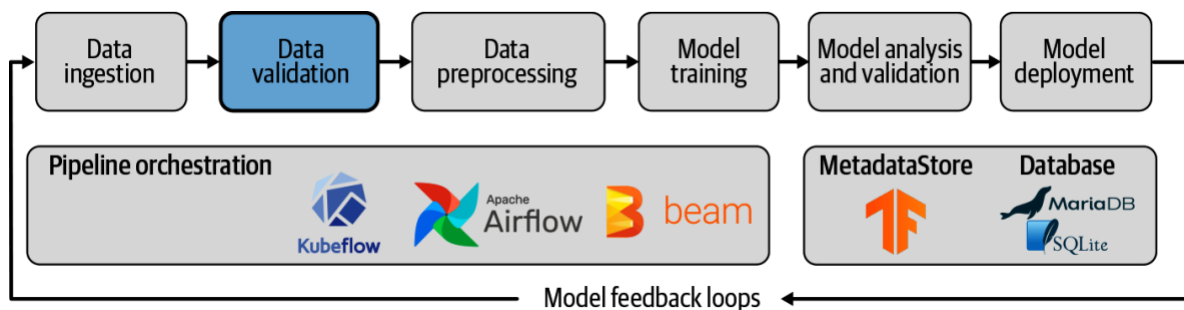 Data
ingestion
Data
validation
Data
preprocessing
Model
training
Model analysis
and validation
Model
deployment
Pipeline orchestration
Kubeflow
Apache
Airflow
beam
MetadataStore
Database
MariaDB
SQLite
Model feedback loops